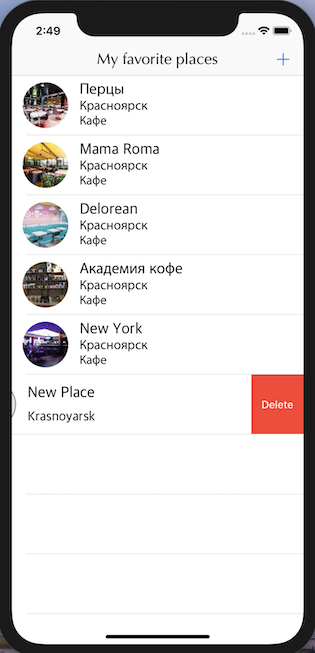 2:49
My favorite places
Перцы
Красноярск
Кафе
Mama Roma
Красноярск
Кафе
Delorean
Красноярск
Кафе
Академия кофе
Красноярск
Кафе
New York
Красноярск
Кафе
New Place
Krasnoyarsk
Delete